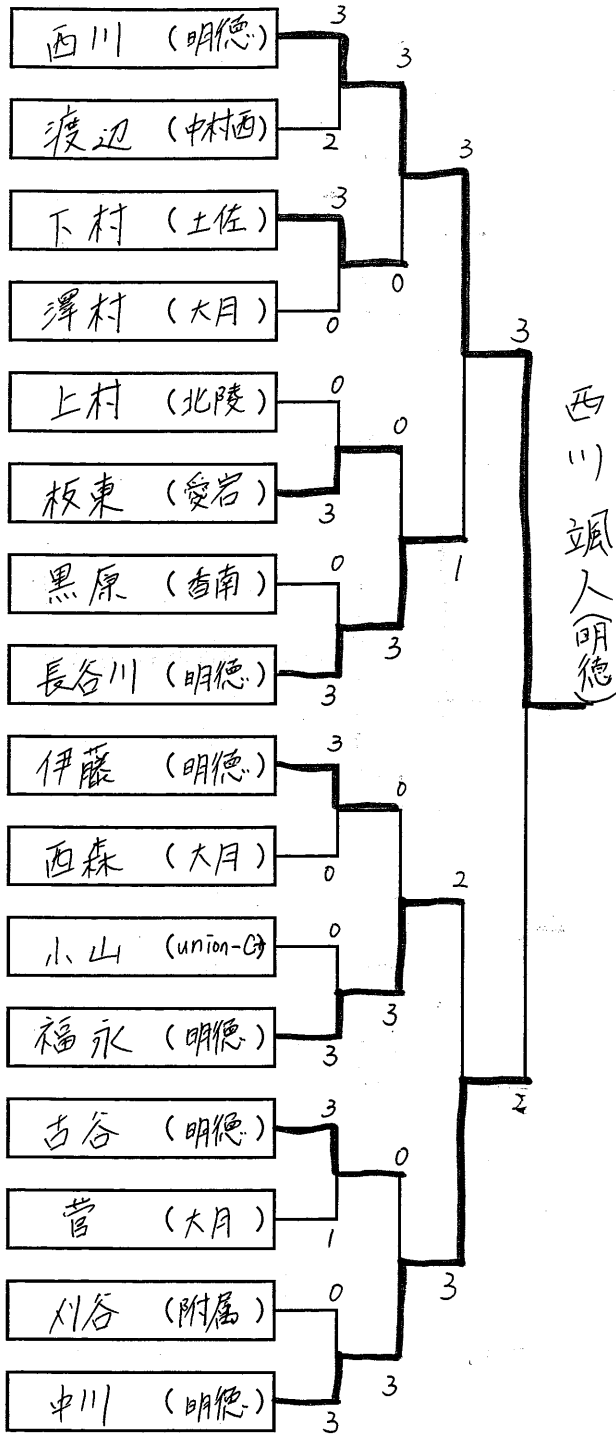 3
西川 (明徳)
3
渡辺 (中村西)
2
3
3
下村 (土佐)
0
澤村 (大月)
0
3
上村 (北陵)
0
0
板東 (愛宕)
3
黒原 (香南)
0
1
長谷川 (明徳)
3
3
伊藤 (明徳)
3
0
西森 (大月)
0
2
小山
0
福永 (明徳)
3
3
古谷 (明徳)
3
0
2
菅 (大月)
1
刈谷 (附属)
0
3
中川 (明徳)
3
3
西川 颯人(明徳)